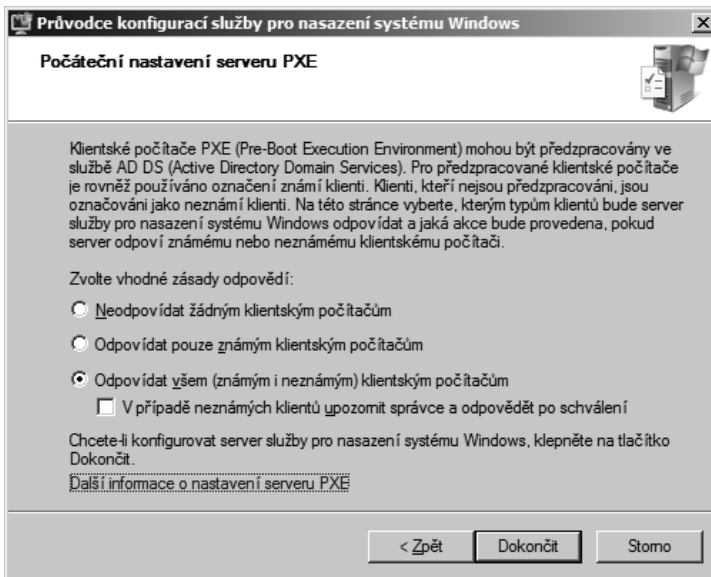 Průvodce konfigurací služby pro nasazení systému Windows
Počáteční nastavení serveru PXE
Klientské počítače PXE (Pre-Boot Execution Environment) mohou být předzpracovány ve
službě AD DS (Active Directory Domain Services). Pro předzpracované klientské počítače
je rovněž používáno označení známí klienti. Klienti, kteří nejsou předzpracováni, jsou
označováni jako neznámí klienti. Na této stránce vyberte, kterým typům klientů bude server
služby pro nasazení systému Windows odpovídat a jaká akce bude provedena, pokud
server odpoví známému nebo neznámému klientskému počítači.
Zvolte vhodné zásady odpovědí:
Neodpovídat žádným klientským počítačům
Odpovídat pouze známým klientským počítačům
Odpovídat všem (známým i neznámým) klientským počítačům
V případě neznámých klientů upozornit správce a odpovědět po schválení
Chcete-li konfigurovat server služby pro nasazení systému Windows, klepněte na tlačítko
Dokončit.
Další informace o nastavení serveru PXE
< Zpět Dokončit Storno